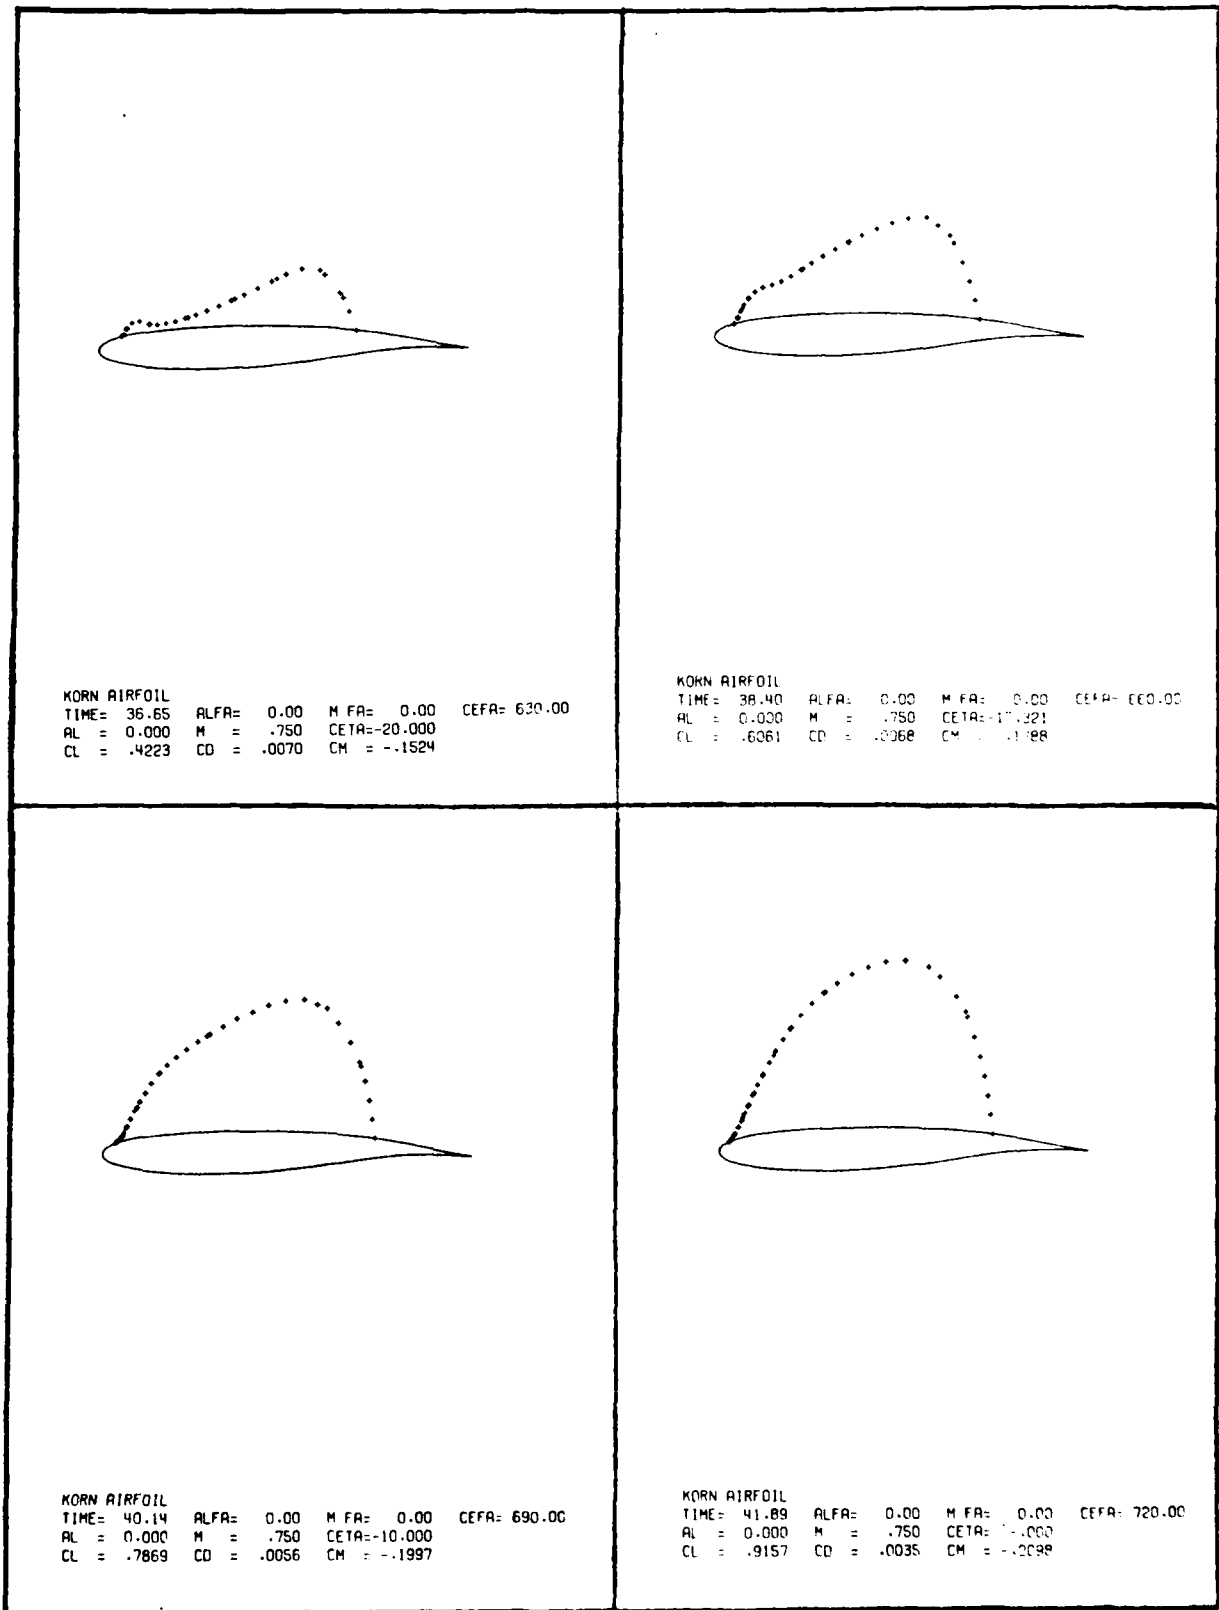 KORN AIRFOIL
TIME= 36.65 ALFA= 0.00 M FA= 0.00 CEFA= 630.00
AL = 0.000 M = .750 CETA=-20.000
CL = .4223 CD = .0070 CM = -.1524
KORN AIRFOIL
TIME= 38.40 ALFA= 0.00 M FA= 0.00 CEFA= 660.00
AL = 0.000 M = .750
CL = .6061 CD = .0068 CM
KORN AIRFOIL
TIME= 40.14 ALFA= 0.00 M FA= 0.00 CEFA= 690.00
AL = 0.000 M = .750 CETA=-10.000
CL = .7869 CD = .0056 CM = -.1997
KORN AIRFOIL
TIME= 41.89 ALFA= 0.00 M FA= 0.00 CEFA= 720.00
AL = 0.000 M = .750 CETA=
CL = .9157 CD = .0035 CM = -.2098